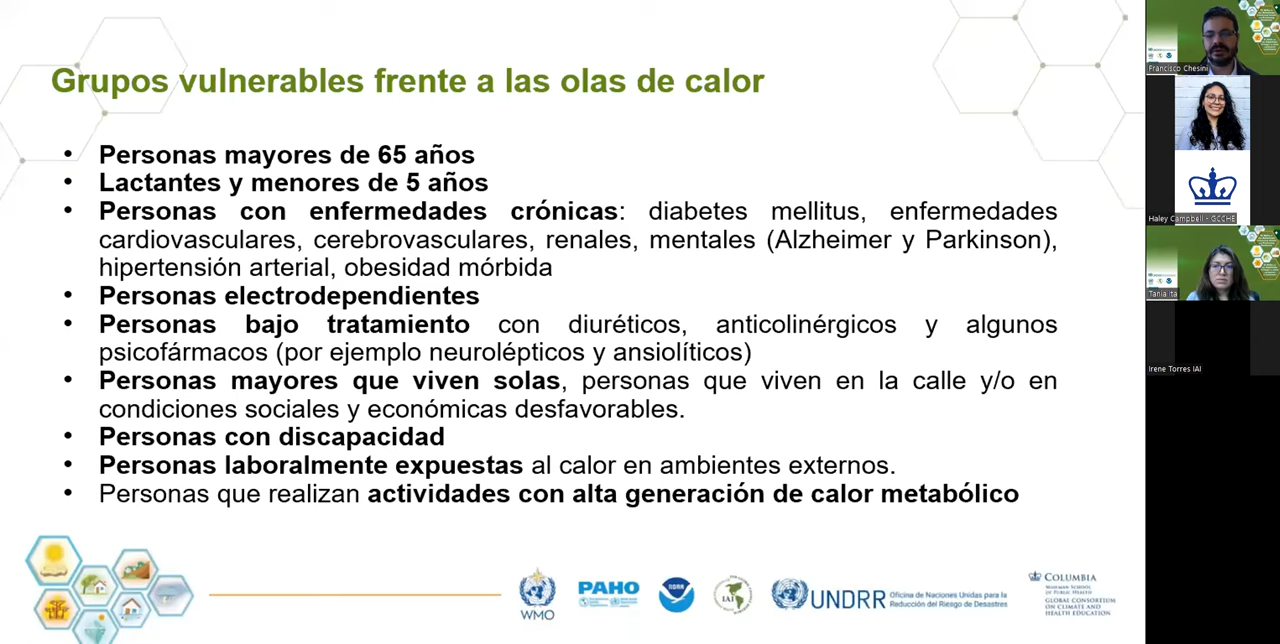 Grupos vulnerables frente a las olas de calor
• Personas mayores de 65 años
• Lactantes y menores de 5 años
• Personas con enfermedades crónicas: diabetes mellitus, enfermedades
cardiovasculares, cerebrovasculares, renales, mentales (Alzheimer y Parkinson),
hipertensión arterial, obesidad mórbida
• Personas electrodependientes
• Personas bajo tratamiento con diuréticos, anticolinérgicos y algunos
psicofármacos (por ejemplo neurolépticos y ansiolíticos)
• Personas mayores que viven solas, personas que viven en la calle y/o en
condiciones sociales y económicas desfavorables.
• Personas con discapacidad
• Personas laboralmente expuestas al calor en ambientes externos.
• Personas que realizan actividades con alta generación de calor metabólico
WMO
PAHO
NOAA
IAI
UNDRR
Oficina de Naciones Unidas para la
Reducción del Riesgo de Desastres
COLUMBIA
MAILMAN SCHOOL
OF PUBLIC HEALTH
GLOBAL CONSORTIUM
ON CLIMATE AND
HEALTH EDUCATION
Francisco Chesini
Haley Campbell - GCCHE
Tania Ita
Irene Torres IAI